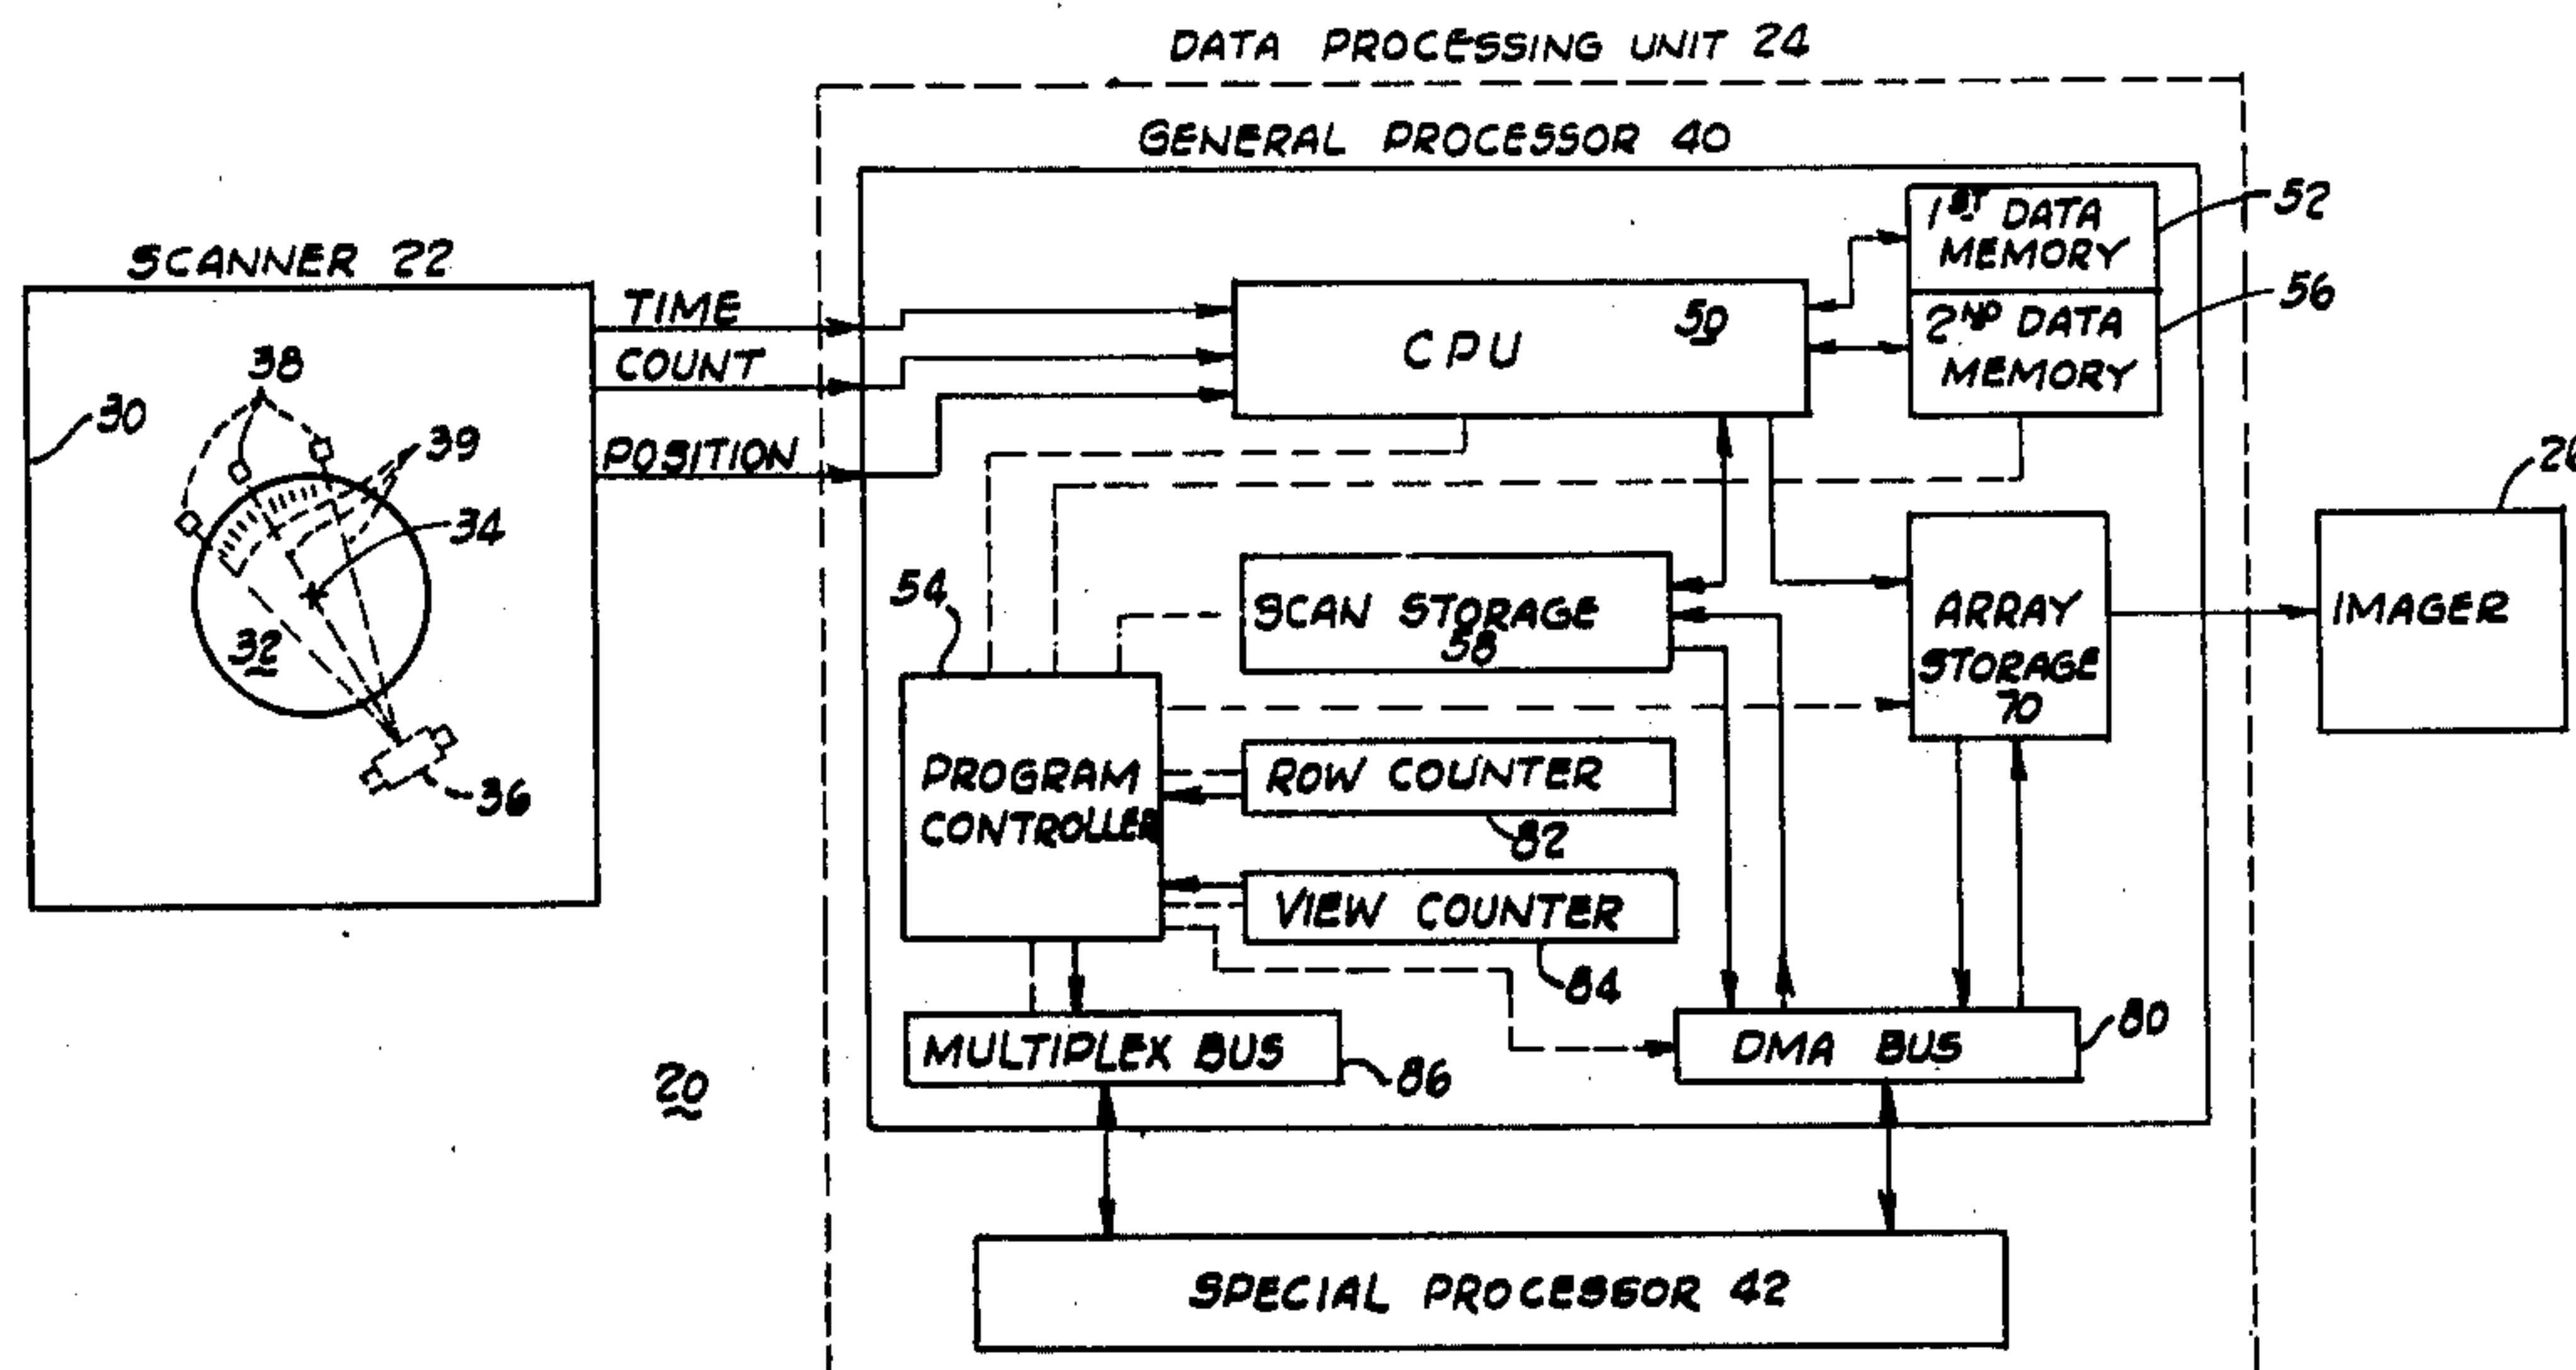 DATA PROCESSING UNIT 24
GENERAL PROCESSOR 40
SCANNER 22
30
38
39
34
32
36
TIME
COUNT
POSITION
CPU 50
1ST DATA
MEMORY
52
2ND DATA
MEMORY
56
54
SCAN STORAGE
58
ARRAY
STORAGE
70
IMAGER
PROGRAM
CONTROLLER
ROW COUNTER
82
VIEW COUNTER
84
MULTIPLEX BUS
86
DMA BUS
80
20
SPECIAL PROCESSOR 42